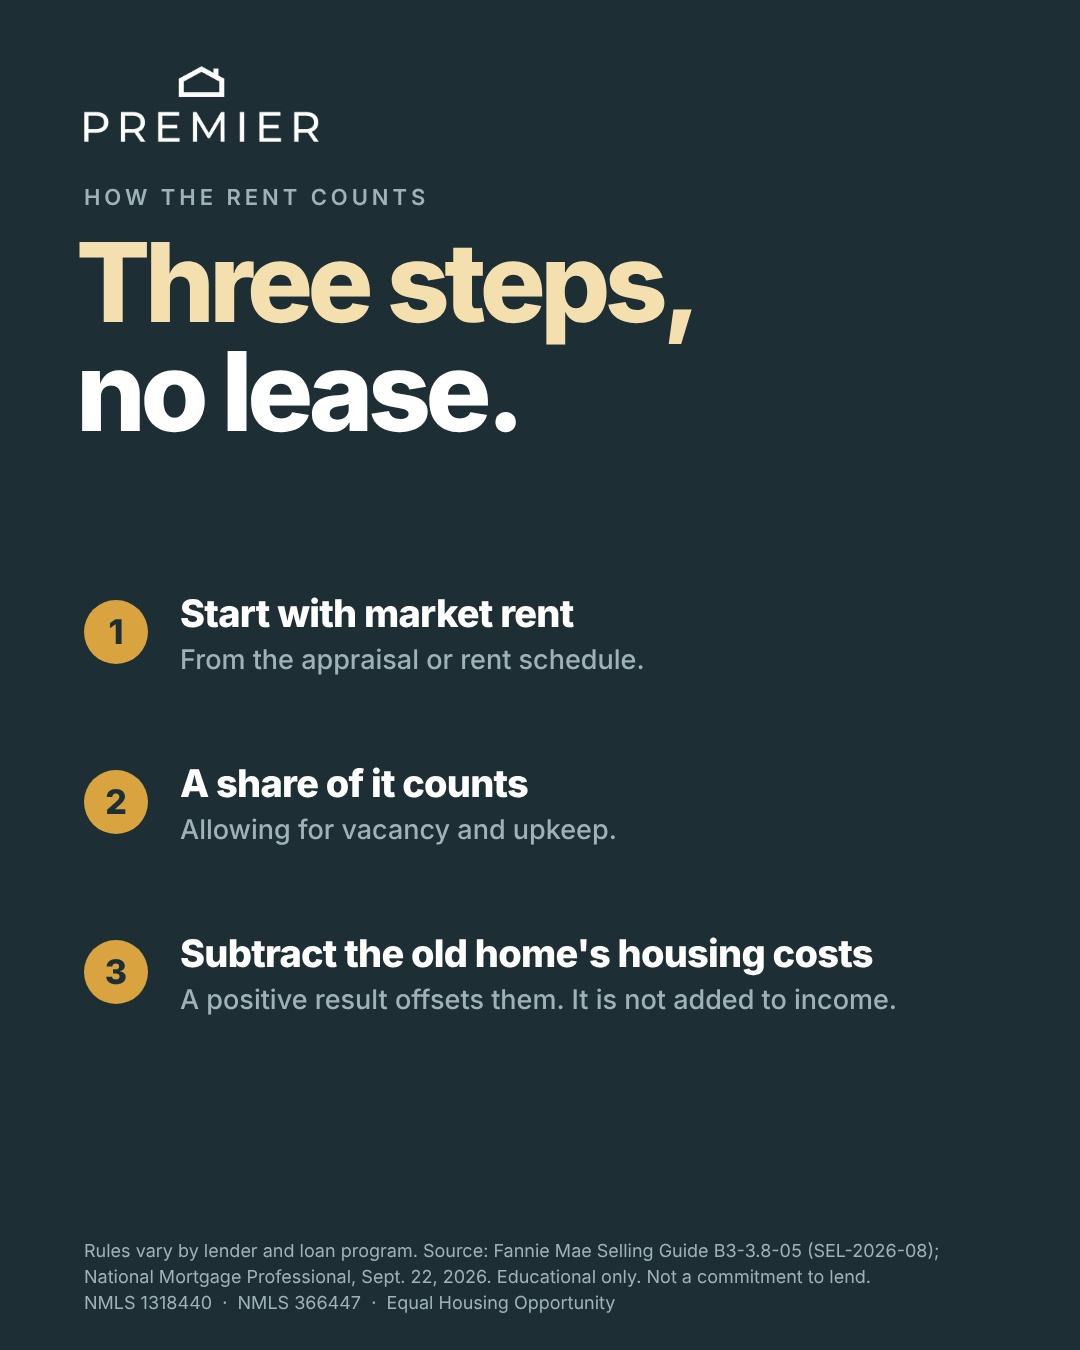 PREMIER
HOW THE RENT COUNTS
Three steps,
no lease.
1
Start with market rent
From the appraisal or rent schedule.
2
A share of it counts
Allowing for vacancy and upkeep.
3
Subtract the old home's housing costs
A positive result offsets them. It is not added to income.
Rules vary by lender and loan program. Source: Fannie Mae Selling Guide B3-3.8-05 (SEL-2026-08);
National Mortgage Professional, Sept. 22, 2026. Educational only. Not a commitment to lend.
NMLS 1318440 · NMLS 366447 · Equal Housing Opportunity